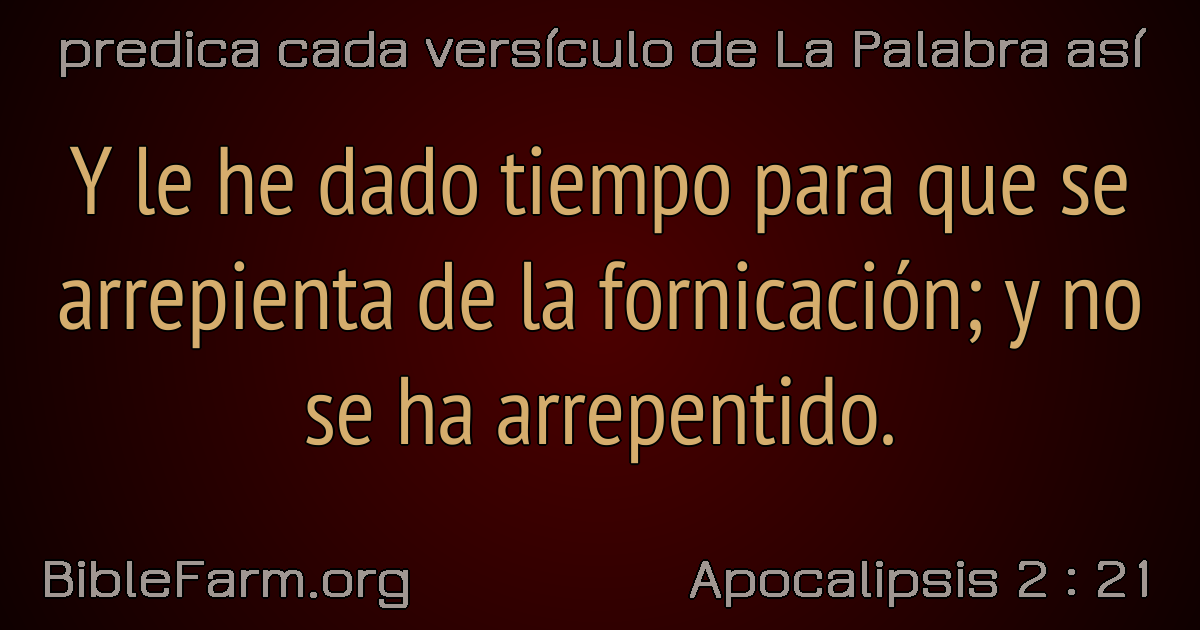 predica cada versículo de La Palabra así
Y le he dado tiempo para que se
arrepienta de la fornicación; y no
se ha arrepentido.
BibleFarm.org
Apocalipsis 2 : 21